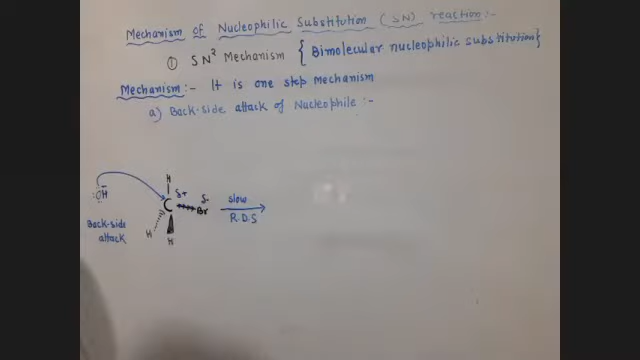 Mechanism of Nucleophilic Substitution (SN) reaction:-
① SN² Mechanism { Bimolecular nucleophilic substitution}
Mechanism:- It is one step mechanism
a) Back-side attack of Nucleophile :-
H
:ŌH
C
δ+
δ-
Br
slow
R.D.S
Back-side
attack
H
H